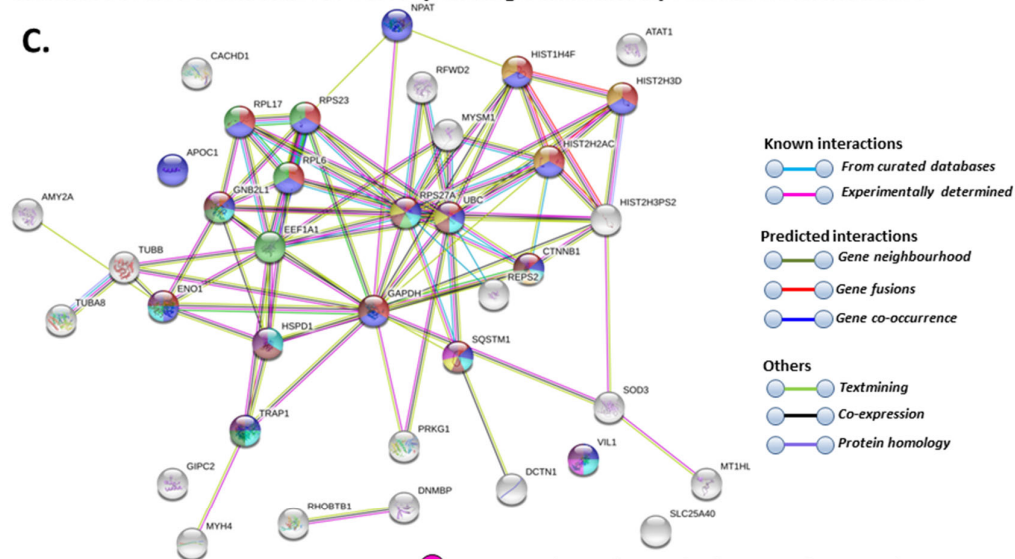 C.
NPAT
CACHD1
ATAT1
HIST1H4F
RFWD2
HIST2H3D
RPL17
RPS23
MYSM1
HIST2H2AC
APOC1
RPL6
GNB2L1
RPS27A
UBC
AMY2A
HIST2H3PS2
EEF1A1
TUBB
CTNNB1
REPS2
ENO1
GAPDH
TUBA8
HSPD1
SQSTM1
SOD3
TRAP1
PRKG1
VIL1
GIPC2
DCTN1
MT1HL
DNMBP
RHOBTB1
SLC25A40
MYH4
Known interactions
From curated databases
Experimentally determined
Predicted interactions
Gene neighbourhood
Gene fusions
Gene co-occurrence
Others
Textmining
Co-expression
Protein homology